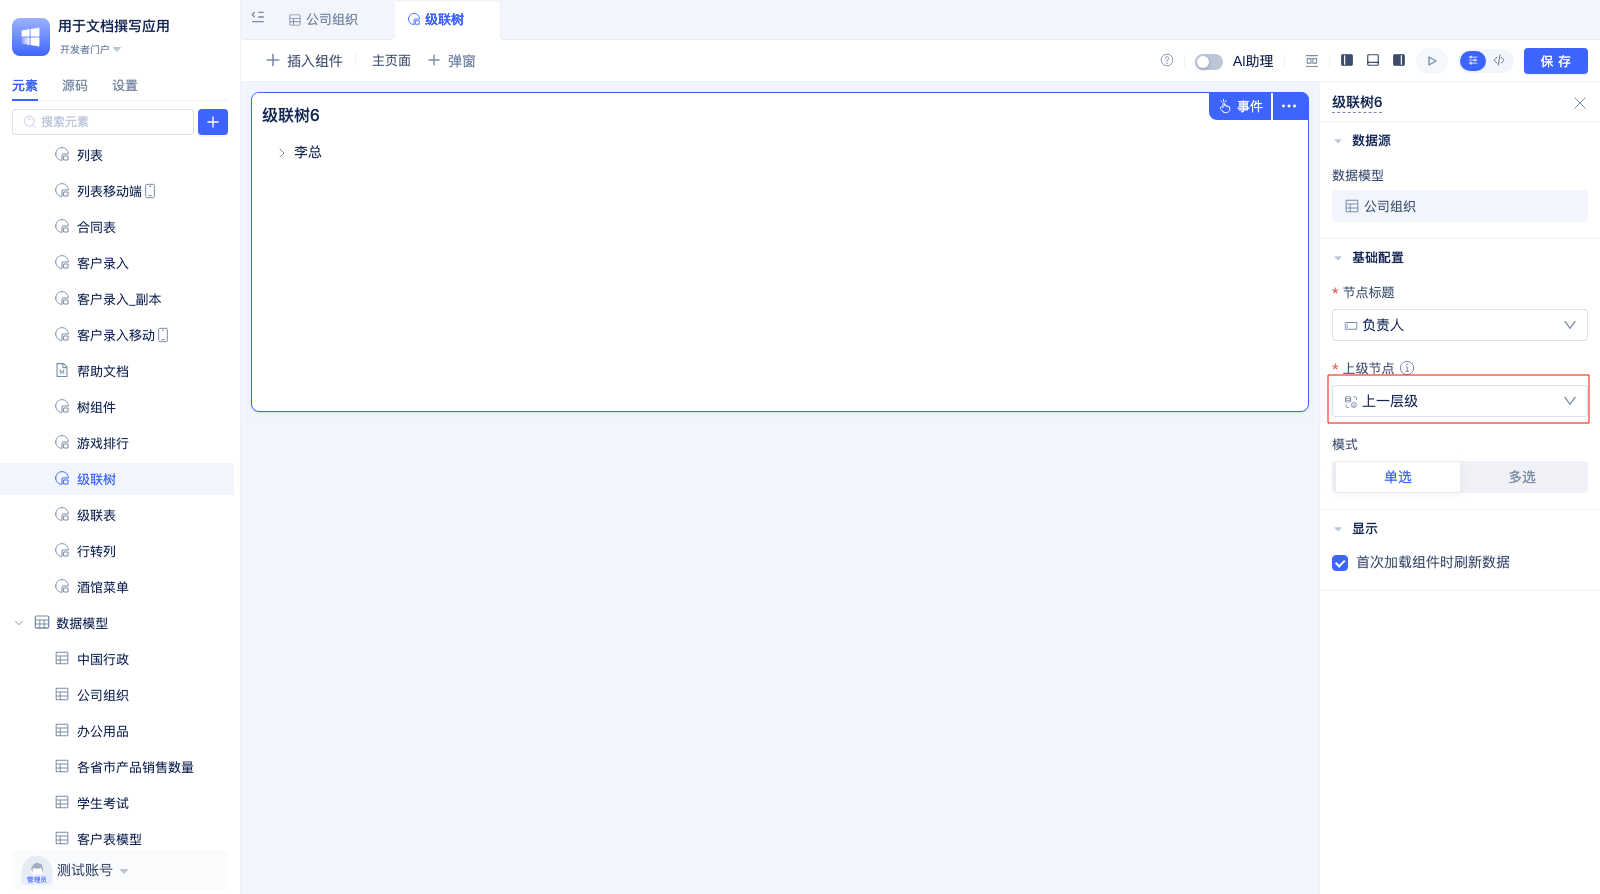 用于文档撰写应用
开发者门户
元素 源码 设置
搜索元素
列表
列表移动端
合同表
客户录入
客户录入_副本
客户录入移动
帮助文档
树组件
游戏排行
级联树
级联表
行转列
酒馆菜单
数据模型
中国行政
公司组织
办公用品
各省市产品销售数量
学生考试
客户表模型
管理员
测试账号
公司组织 级联树
插入组件 主页面 弹窗
AI助理
保 存
级联树6
事件
李总
级联树6
数据源
数据模型
公司组织
基础配置
* 节点标题
负责人
* 上级节点
上一层级
模式
单选 多选
显示
首次加载组件时刷新数据